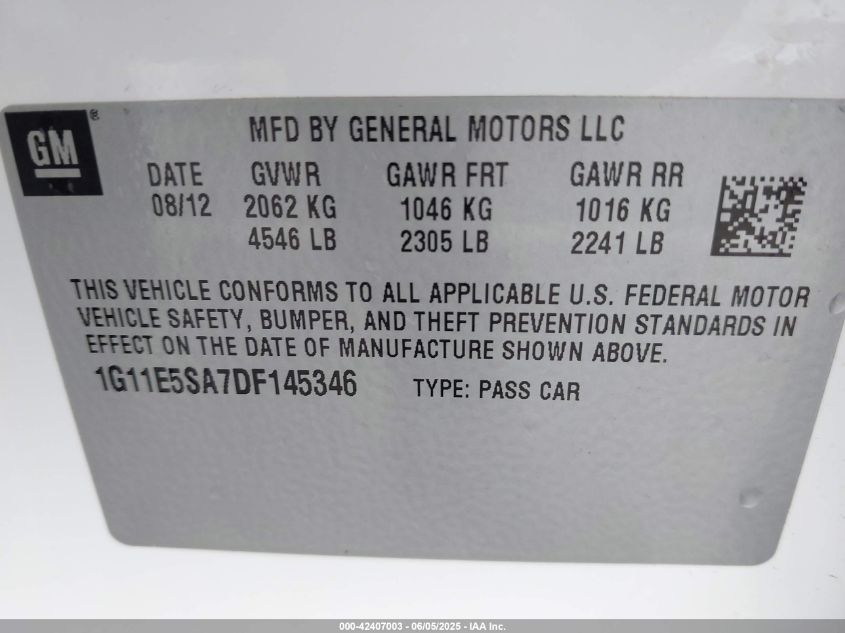 GM®
MFD BY GENERAL MOTORS LLC
DATE GVWR GAWR FRT GAWR RR
08/12 2062 KG 1046 KG 1016 KG
4546 LB 2305 LB 2241 LB
THIS VEHICLE CONFORMS TO ALL APPLICABLE U.S. FEDERAL MOTOR
VEHICLE SAFETY, BUMPER, AND THEFT PREVENTION STANDARDS IN
EFFECT ON THE DATE OF MANUFACTURE SHOWN ABOVE.
1G11E5SA7DF145346 TYPE: PASS CAR
000-42407003 - 06/05/2025 - IAA Inc.